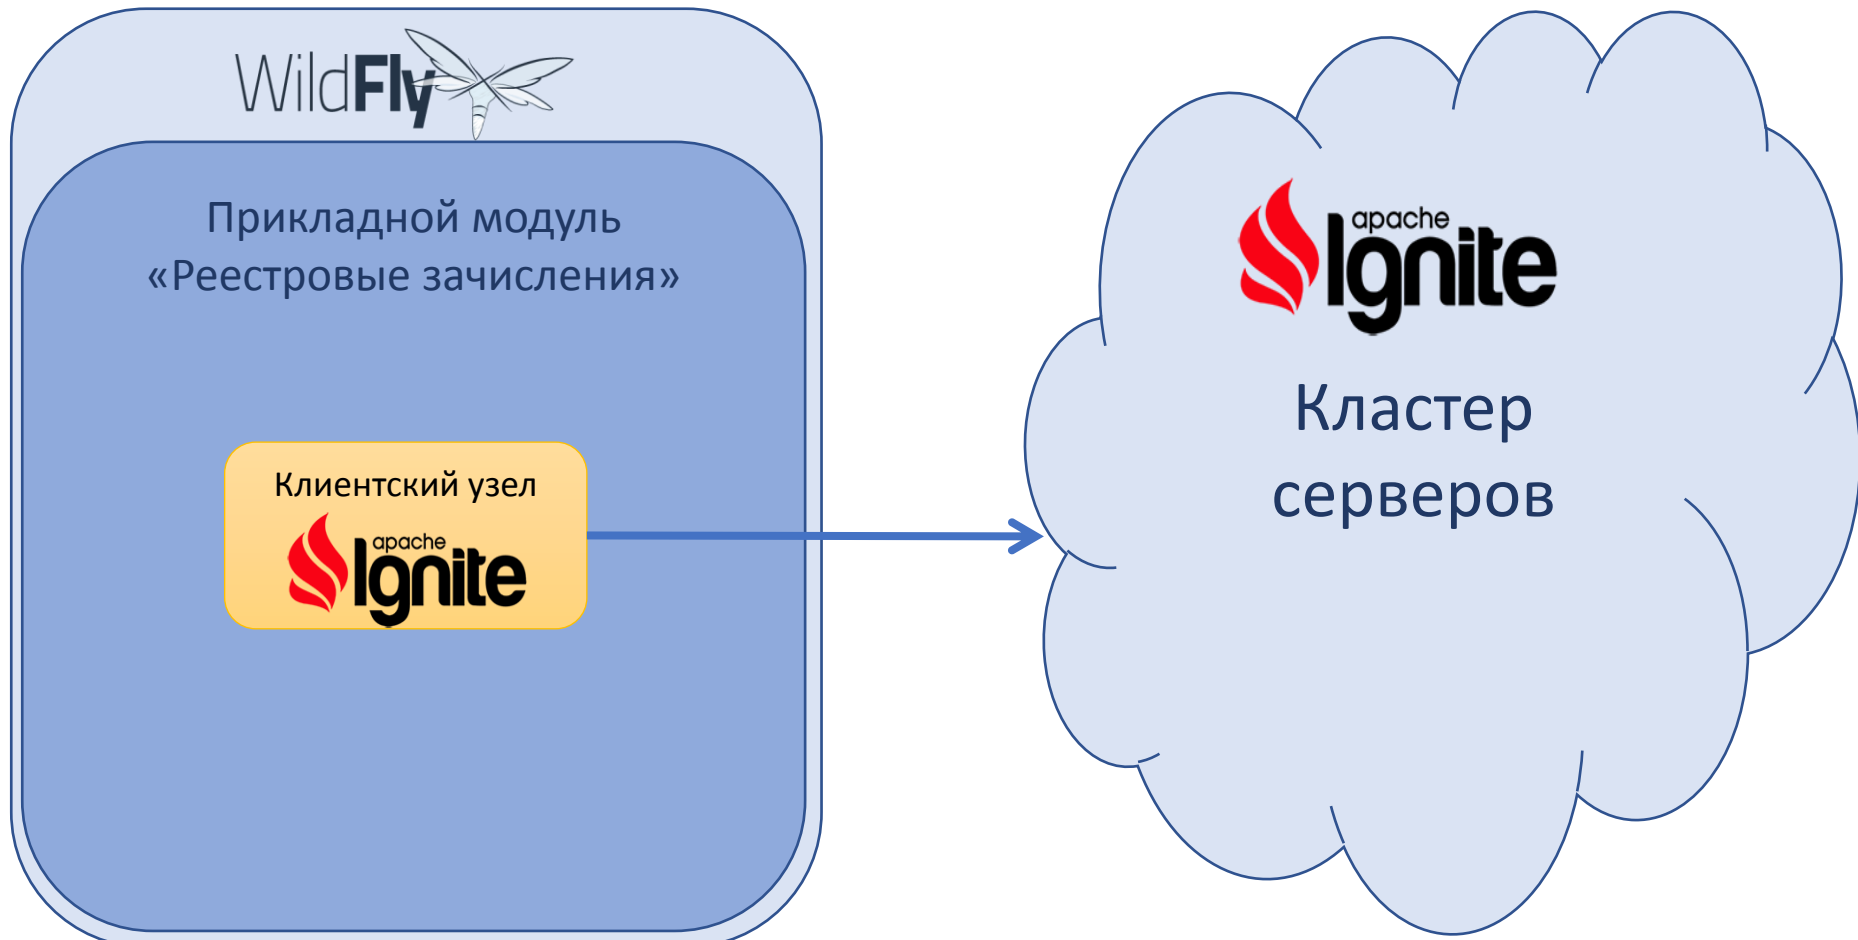 WildFly
Прикладной модуль
«Реестровые зачисления»
Клиентский узел
apache
Ignite
apache
Ignite
Кластер
серверов